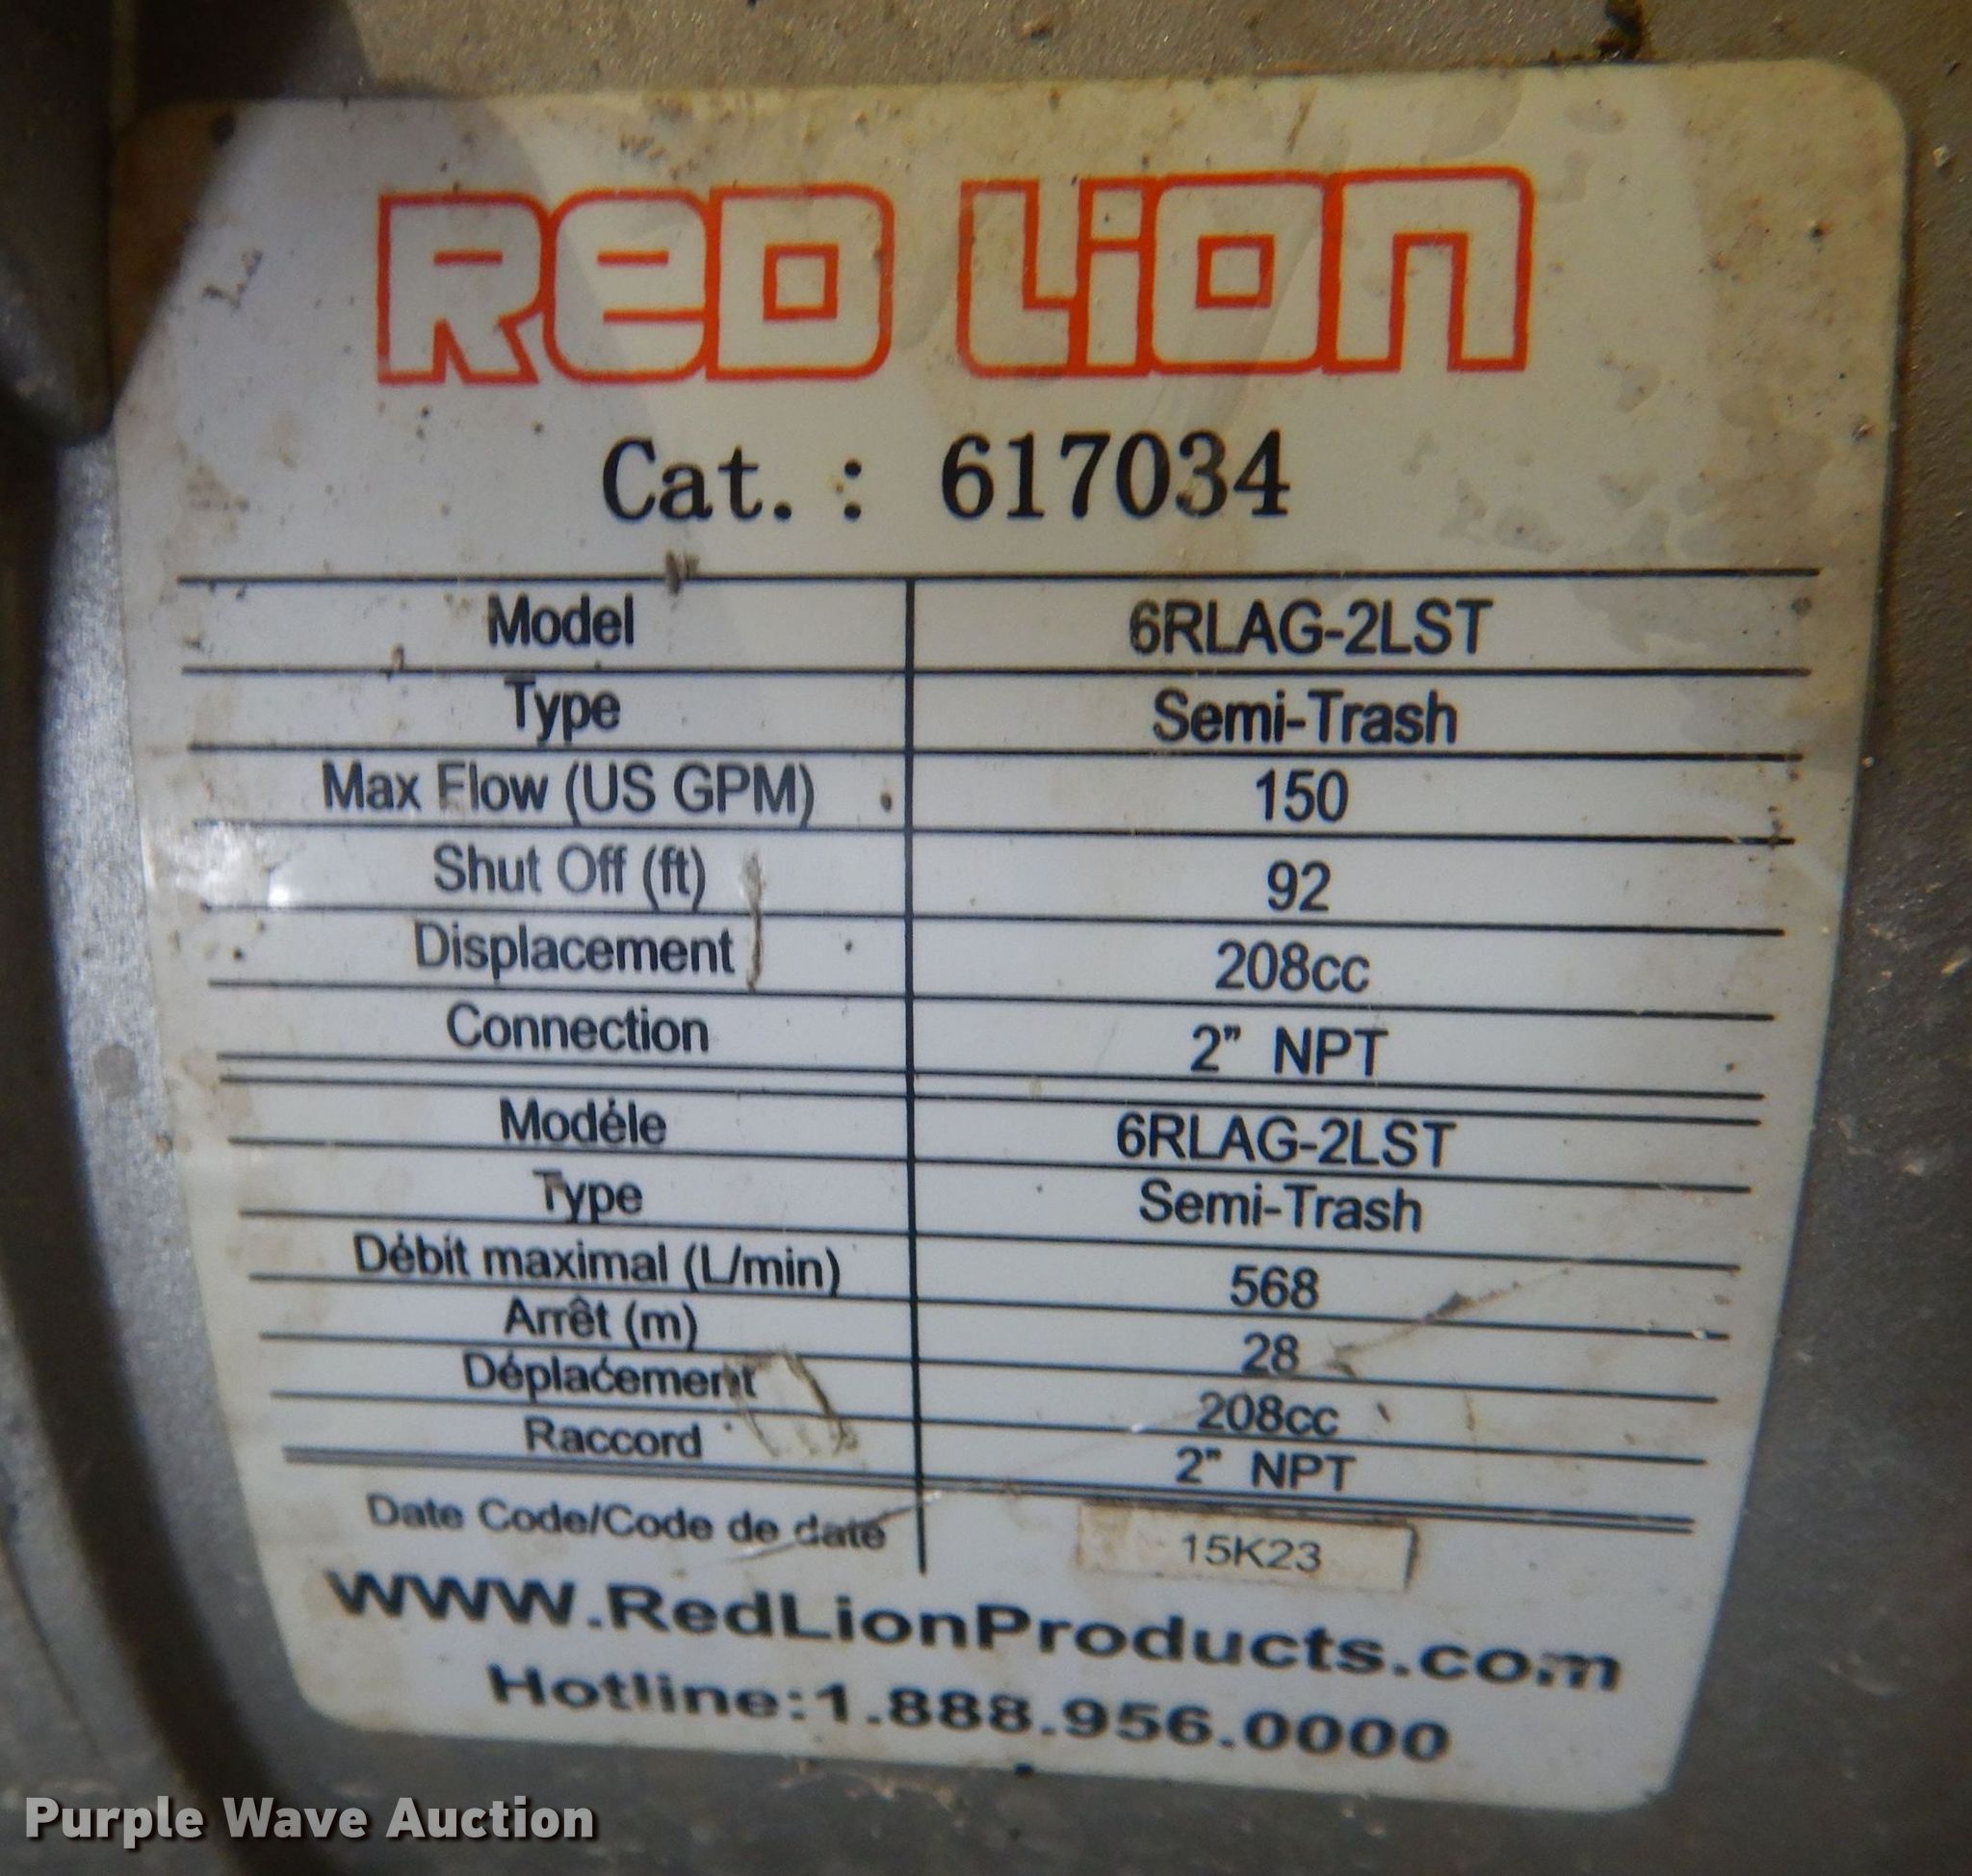 ReD LiOn
Cat. : 617034
Model 6RLAG-2LST
Type Semi-Trash
Max Flow (US GPM) 150
Shut Off (ft) 92
Displacement 208cc
Connection 2" NPT
Modéle 6RLAG-2LST
Type Semi-Trash
Débit maximal (L/min) 568
Arrêt (m) 28
Déplaćement 208cc
Raccord 2" NPT
Date Code/Code de date 15K23
WWW.RedLionProducts.com
Hotline:1.888.956.0000
Purple Wave Auction